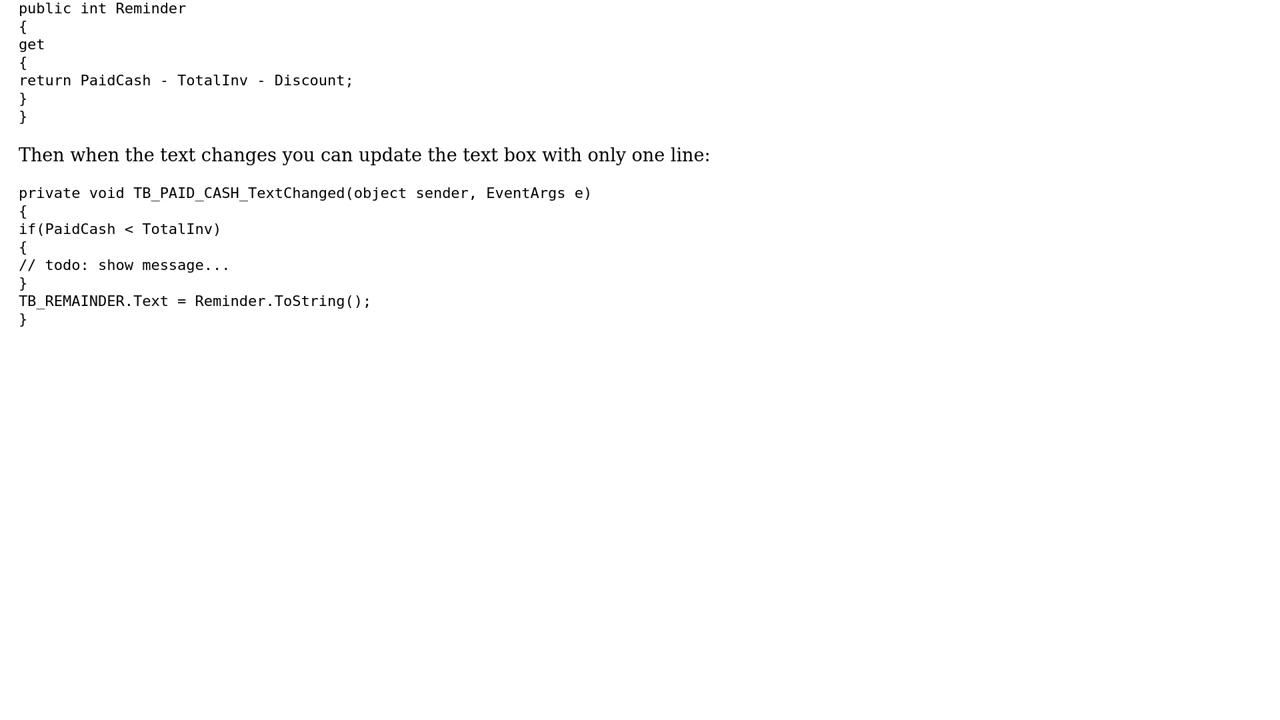 public int Reminder
{
get
{
return PaidCash - TotalInv - Discount;
}
}
Then when the text changes you can update the text box with only one line:
private void TB_PAID_CASH_TextChanged(object sender, EventArgs e)
{
if(PaidCash < TotalInv)
{
// todo: show message...
}
TB_REMAINDER.Text = Reminder.ToString();
}